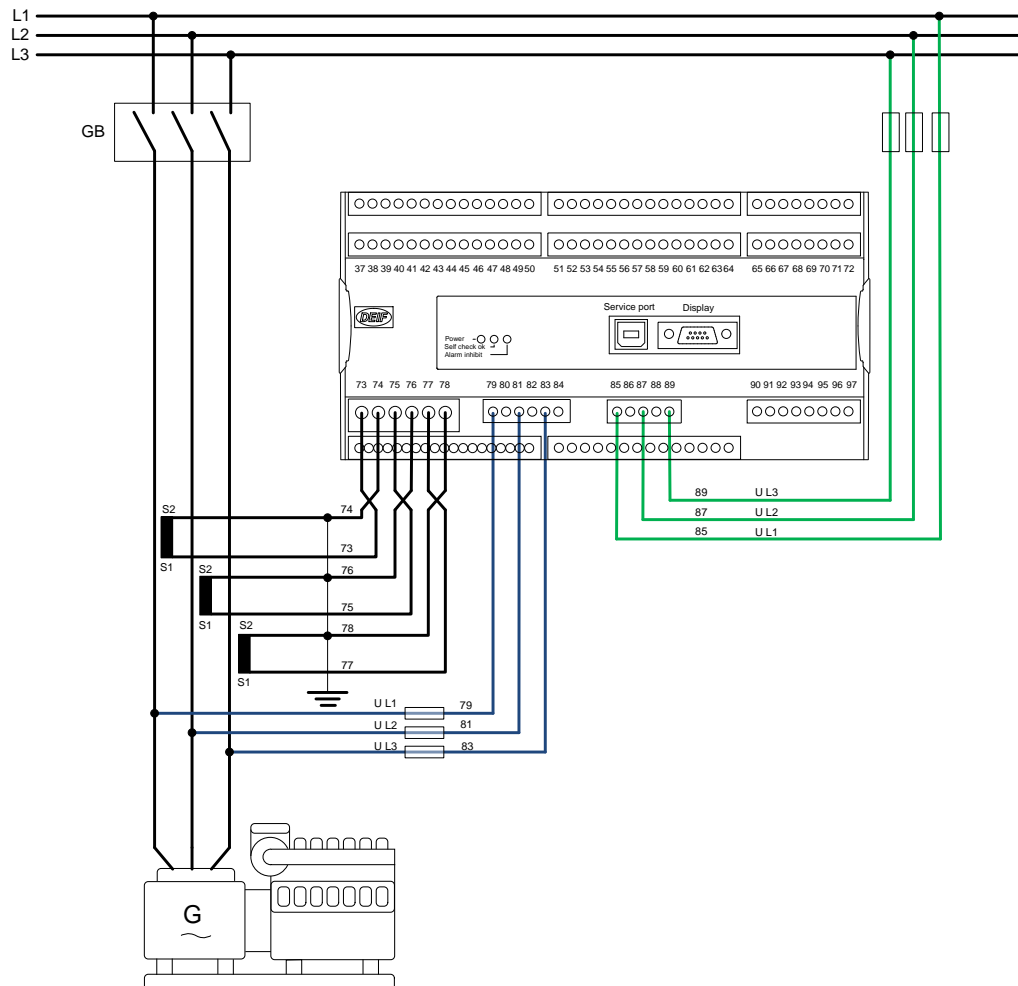 L1
L2
L3
GB
37 38 39 40 41 42 43 44 45 46 47 48 49 50 51 52 53 54 55 56 57 58 59 60 61 62 63 64 65 66 67 68 69 70 71 72
DEIF
Service port Display
Power
Self check ok
Alarm inhibit
73 74 75 76 77 78 79 80 81 82 83 84 85 86 87 88 89 90 91 92 93 94 95 96 97
89 U L3
87 U L2
85 U L1
S2 74
73
S1
S2 76
75
S1
S2 78
77
S1
U L1 79
U L2 81
U L3 83
G